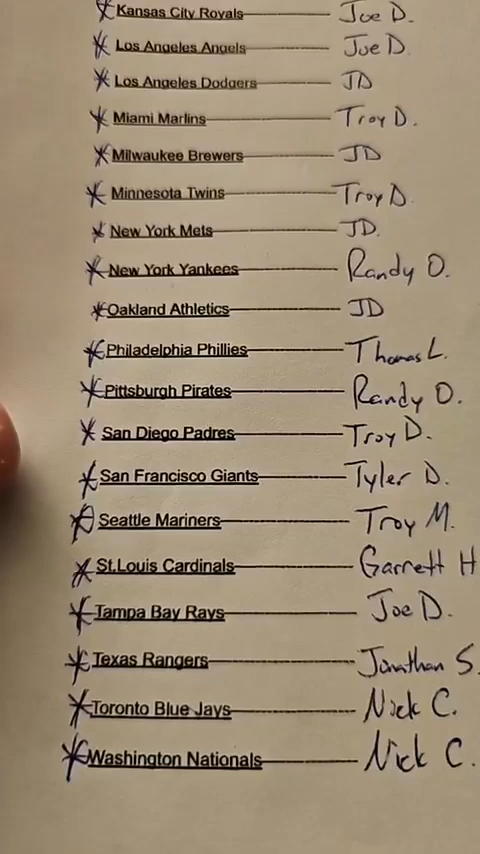 Kansas City Royals Joe D.
Los Angeles Angels Joe D.
Los Angeles Dodgers JD
Miami Marlins Troy D.
Milwaukee Brewers JD
Minnesota Twins Troy D.
New York Mets JD.
New York Yankees Randy O.
Oakland Athletics JD
Philadelphia Phillies Thomas L.
Pittsburgh Pirates Randy O.
San Diego Padres Troy D.
San Francisco Giants Tyler D.
Seattle Mariners Troy M.
St.Louis Cardinals Garrett H
Tampa Bay Rays Joe D.
Texas Rangers Jonathan S.
Toronto Blue Jays Nick C.
Washington Nationals Nick C.